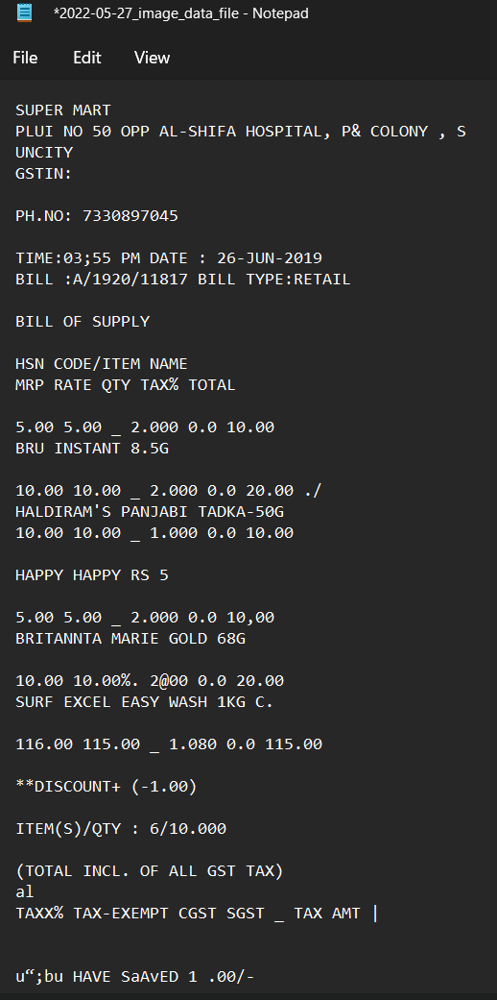 *2022-05-27_image_data_file - Notepad
File Edit View
SUPER MART
PLUI NO 50 OPP AL-SHIFA HOSPITAL, P& COLONY , S
UNCITY
GSTIN:
PH.NO: 7330897045
TIME:03;55 PM DATE : 26-JUN-2019
BILL :A/1920/11817 BILL TYPE:RETAIL
BILL OF SUPPLY
HSN CODE/ITEM NAME
MRP RATE QTY TAX% TOTAL
5.00 5.00 _ 2.000 0.0 10.00
BRU INSTANT 8.5G
10.00 10.00 _ 2.000 0.0 20.00 ./
HALDIRAM'S PANJABI TADKA-50G
10.00 10.00 _ 1.000 0.0 10.00
HAPPY HAPPY RS 5
5.00 5.00 _ 2.000 0.0 10,00
BRITANNTA MARIE GOLD 68G
10.00 10.00%. 2@00 0.0 20.00
SURF EXCEL EASY WASH 1KG C.
116.00 115.00 _ 1.080 0.0 115.00
**DISCOUNT+ (-1.00)
ITEM(S)/QTY : 6/10.000
(TOTAL INCL. OF ALL GST TAX)
al
TAXX% TAX-EXEMPT CGST SGST _ TAX AMT |
u“;bu HAVE SaAvED 1 .00/-